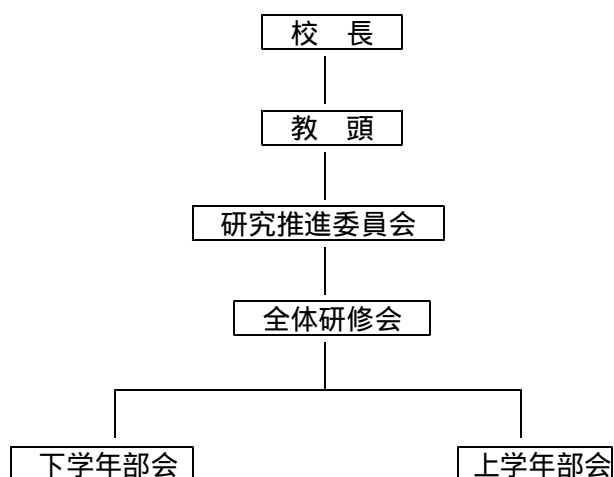 校　長
教　頭
研究推進委員会
全体研修会
下学年部会
上学年部会